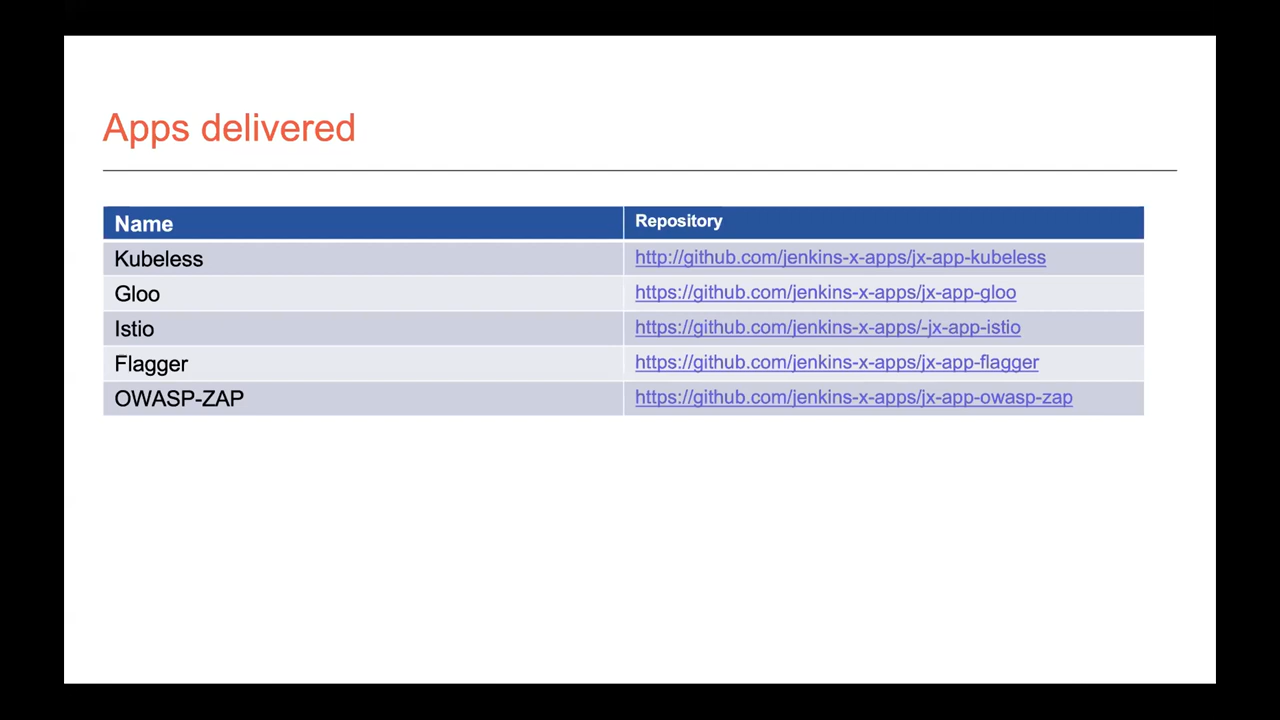 Apps delivered
Name Repository
Kubeless http://github.com/jenkins-x-apps/jx-app-kubeless
Gloo https://github.com/jenkins-x-apps/jx-app-gloo
Istio https://github.com/jenkins-x-apps/-jx-app-istio
Flagger https://github.com/jenkins-x-apps/jx-app-flagger
OWASP-ZAP https://github.com/jenkins-x-apps/jx-app-owasp-zap